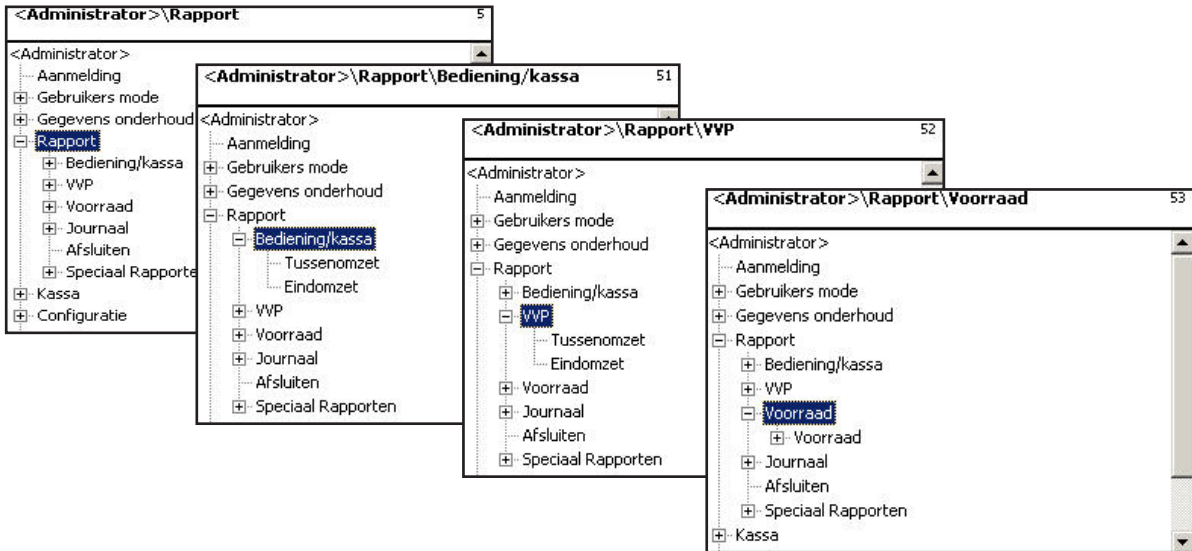 <Administrator>\Rapport 5
<Administrator>
Aanmelding
Gebruikers mode
Gegevens onderhoud
Rapport
Bediening/kassa
VVP
Voorraad
Journaal
Afsluiten
Speciaal Rapporte
Kassa
Configuratie
<Administrator>\Rapport\Bediening/kassa 51
<Administrator>
Aanmelding
Gebruikers mode
Gegevens onderhoud
Rapport
Bediening/kassa
Tussenomzet
Eindomzet
VVP
Voorraad
Journaal
Afsluiten
Speciaal Rapporten
<Administrator>\Rapport\VVP 52
<Administrator>
Aanmelding
Gebruikers mode
Gegevens onderhoud
Rapport
Bediening/kassa
VVP
Tussenomzet
Eindomzet
Voorraad
Journaal
Afsluiten
Speciaal Rapporten
<Administrator>\Rapport\Voorraad 53
<Administrator>
Aanmelding
Gebruikers mode
Gegevens onderhoud
Rapport
Bediening/kassa
VVP
Voorraad
Voorraad
Journaal
Afsluiten
Speciaal Rapporten
Kassa